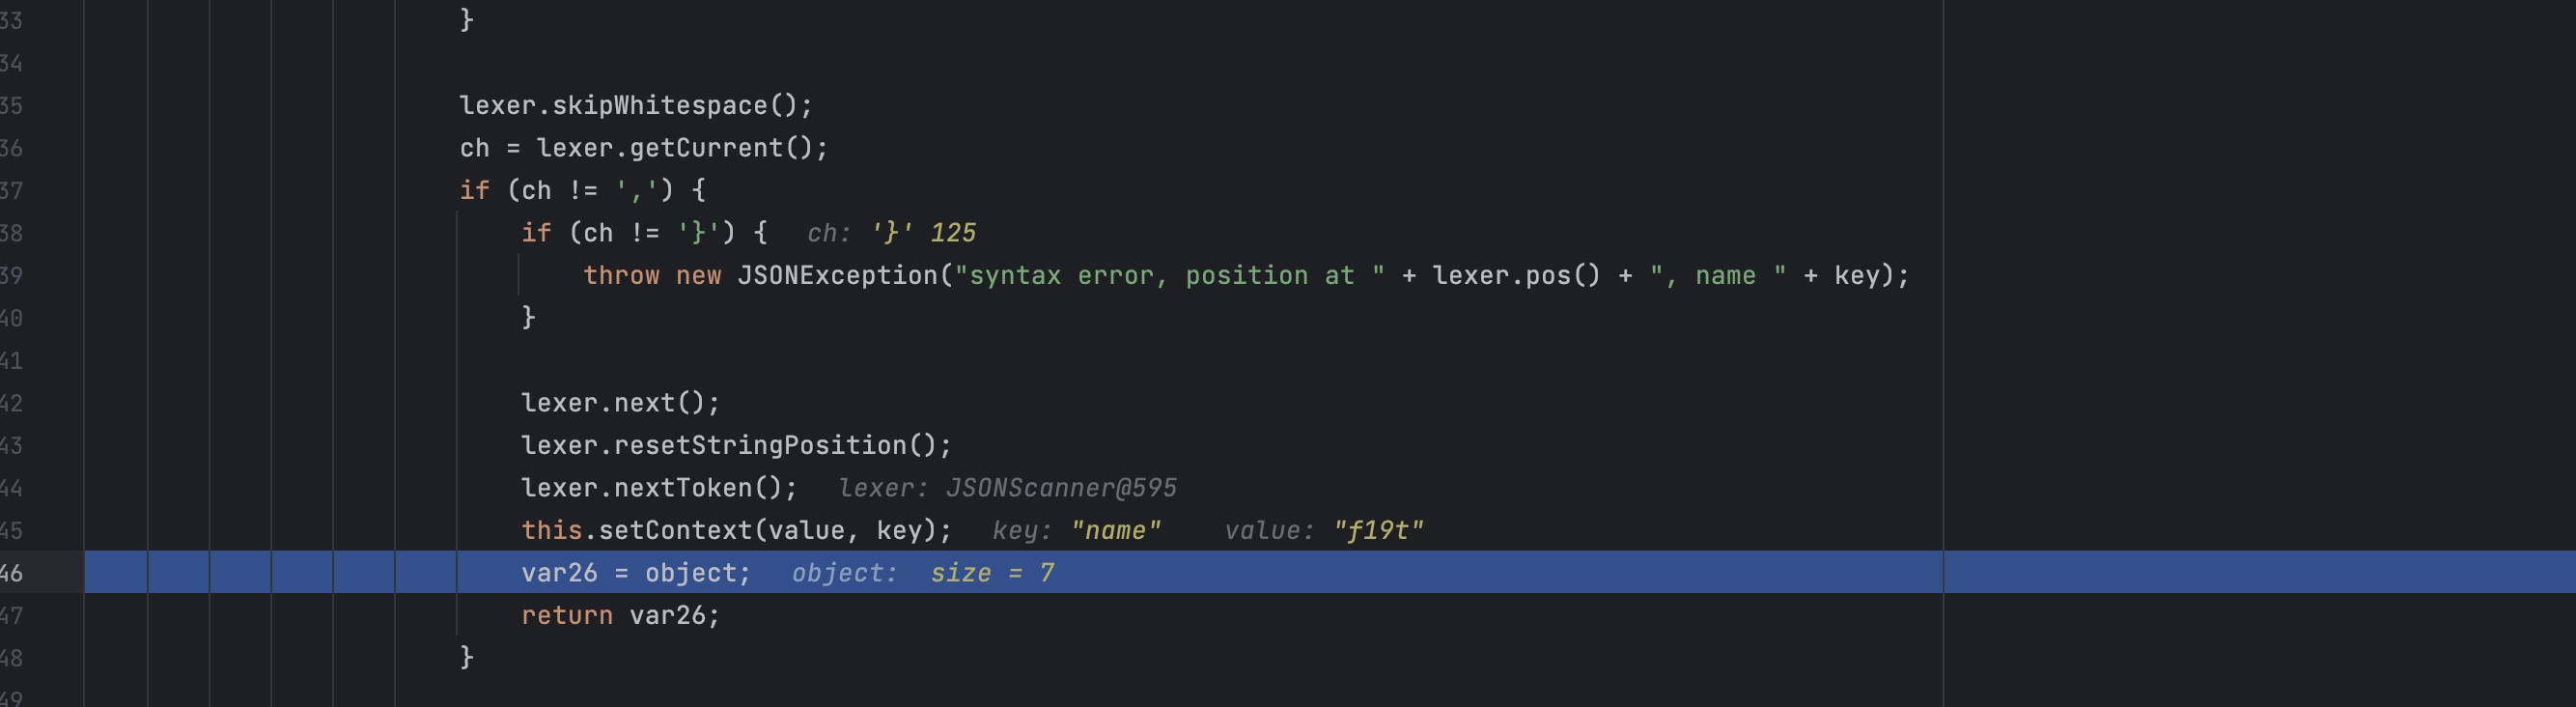 33 }
34
35 lexer.skipWhitespace();
36 ch = lexer.getCurrent();
37 if (ch != ',') {
38 if (ch != '}') { ch: '}' 125
39 throw new JSONException("syntax error, position at " + lexer.pos() + ", name " + key);
40 }
41
42 lexer.next();
43 lexer.resetStringPosition();
44 lexer.nextToken(); lexer: JSONScanner@595
45 this.setContext(value, key); key: "name" value: "f19t"
46 var26 = object; object: size = 7
47 return var26;
48 }
49